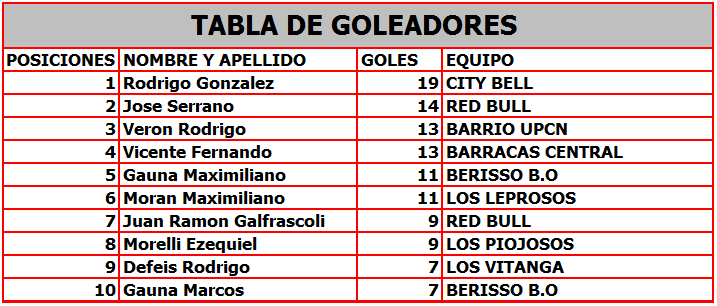 TABLA DE GOLEADORES
POSICIONES NOMBRE Y APELLIDO GOLES EQUIPO
1 Rodrigo Gonzalez 19 CITY BELL
2 Jose Serrano 14 RED BULL
3 Veron Rodrigo 13 BARRIO UPCN
4 Vicente Fernando 13 BARRACAS CENTRAL
5 Gauna Maximiliano 11 BERISSO B.O
6 Moran Maximiliano 11 LOS LEPROSOS
7 Juan Ramon Galfrascoli 9 RED BULL
8 Morelli Ezequiel 9 LOS PIOJOSOS
9 Defeis Rodrigo 7 LOS VITANGA
10 Gauna Marcos 7 BERISSO B.O